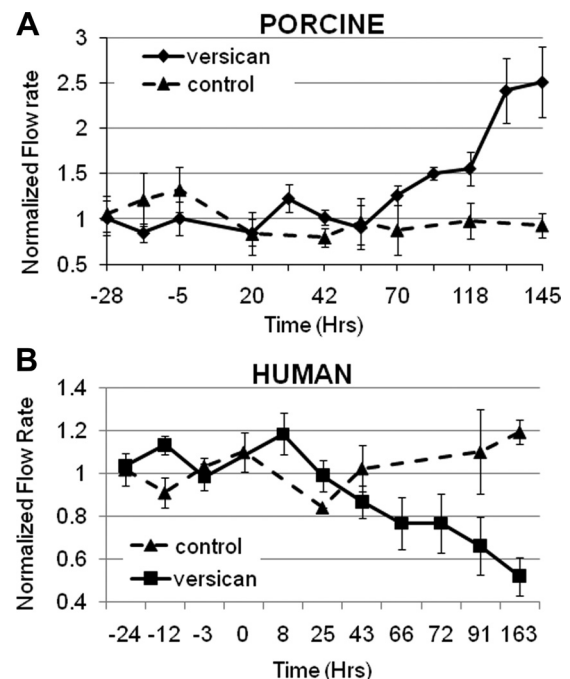 A
PORCINE
versican
control
Normalized Flow rate
3
2.5
2
1.5
1
0.5
-28 -5 20 42 70 118 145
Time (Hrs)
B
HUMAN
control
versican
Normalized Flow Rate
1.4
1.2
1
0.8
0.6
0.4
-24 -12 -3 0 8 25 43 66 72 91 163
Time (Hrs)